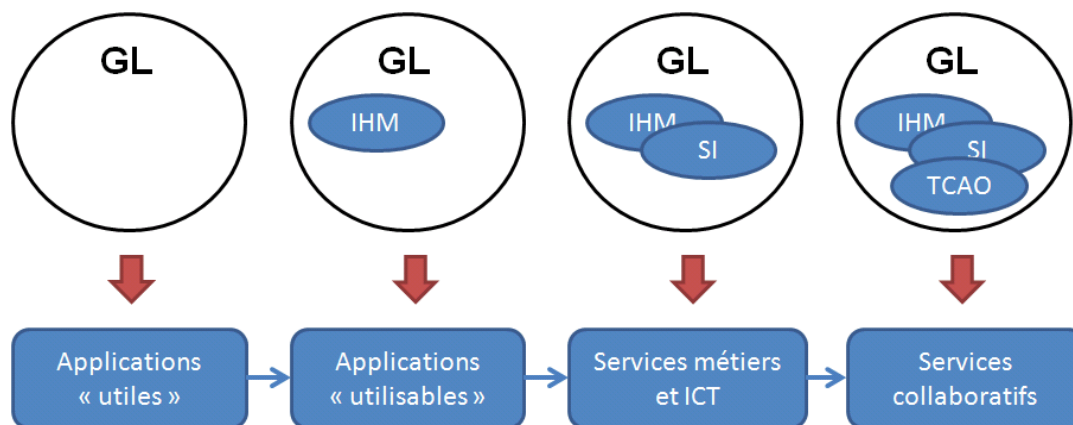 GL
GL
IHM
GL
IHM
SI
GL
IHM
SI
TCAO
Applications
« utiles »
Applications
« utilisables »
Services métiers
et ICT
Services
collaboratifs